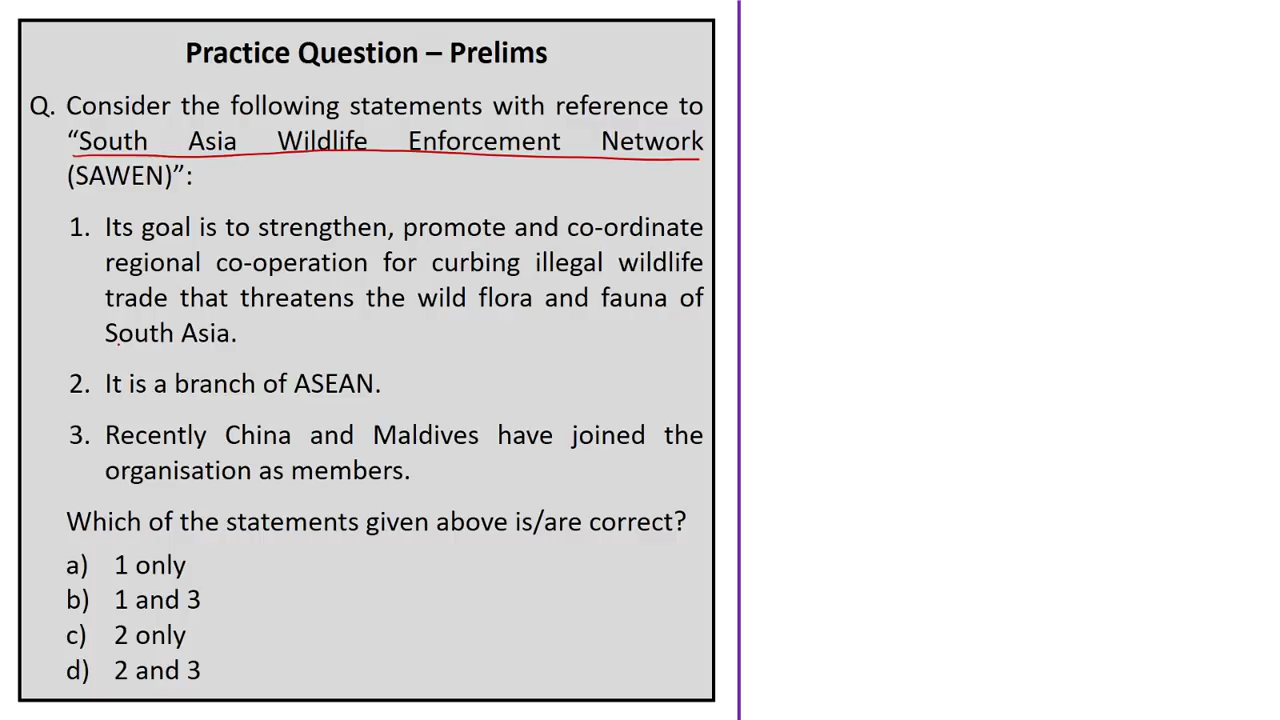 Practice Question – Prelims
Q. Consider the following statements with reference to
“South Asia Wildlife Enforcement Network
(SAWEN)”:
1. Its goal is to strengthen, promote and co-ordinate
regional co-operation for curbing illegal wildlife
trade that threatens the wild flora and fauna of
South Asia.
2. It is a branch of ASEAN.
3. Recently China and Maldives have joined the
organisation as members.
Which of the statements given above is/are correct?
a) 1 only
b) 1 and 3
c) 2 only
d) 2 and 3